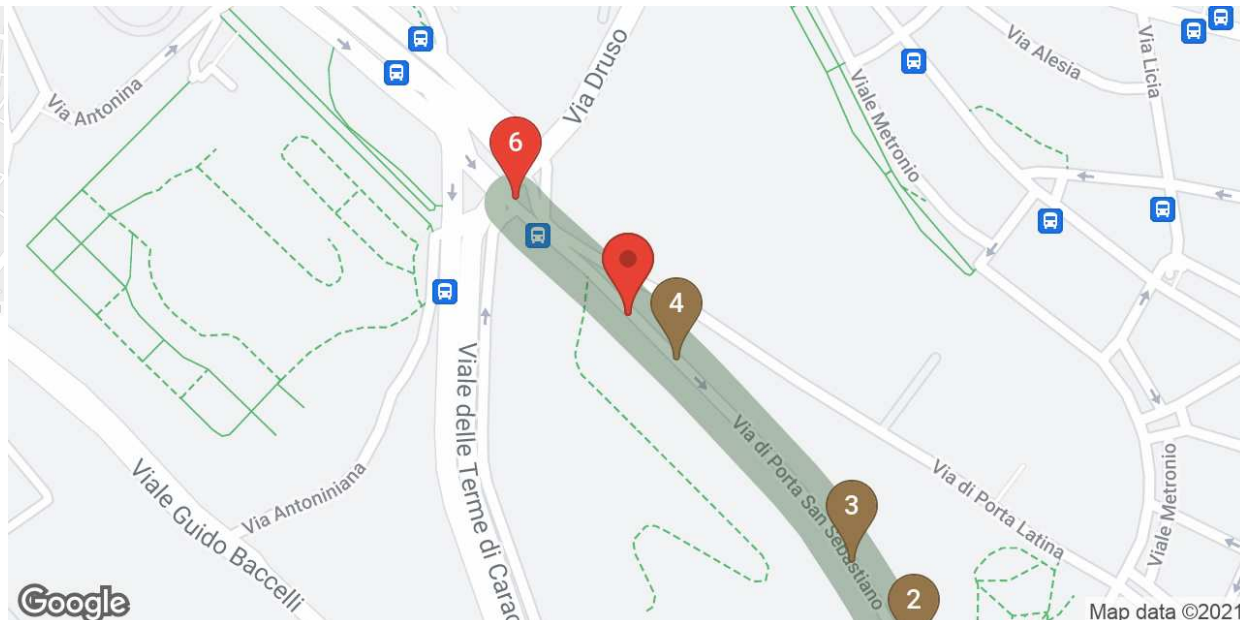 Via Druso
Via Alesia
Via Licia
Via Antonina
Viale Metronio
6
4
Viale delle Terme di Carac
Via di Porta San Sebastiano
Viale Guido Baccelli
Via Antoniniana
3
Via di Porta Latina
Viale Metronio
2
Google
Map data ©2021